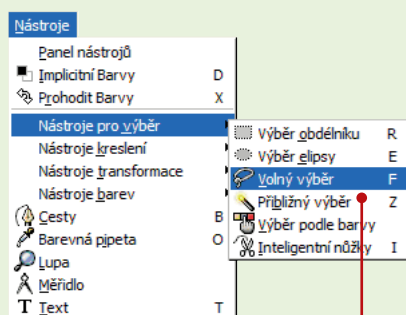 Nástroje
Panel nástrojů
Implicitní Barvy D
Prohodit Barvy X
Nástroje pro výběr
Nástroje kreslení
Nástroje transformace
Nástroje barev
Cesty B
Barevná pipeta O
Lupa
Měřidlo
Text T
Výběr obdélníku R
Výběr elipsy E
Volný výběr F
Přibližný výběr Z
Výběr podle barvy
Inteligentní nůžky I